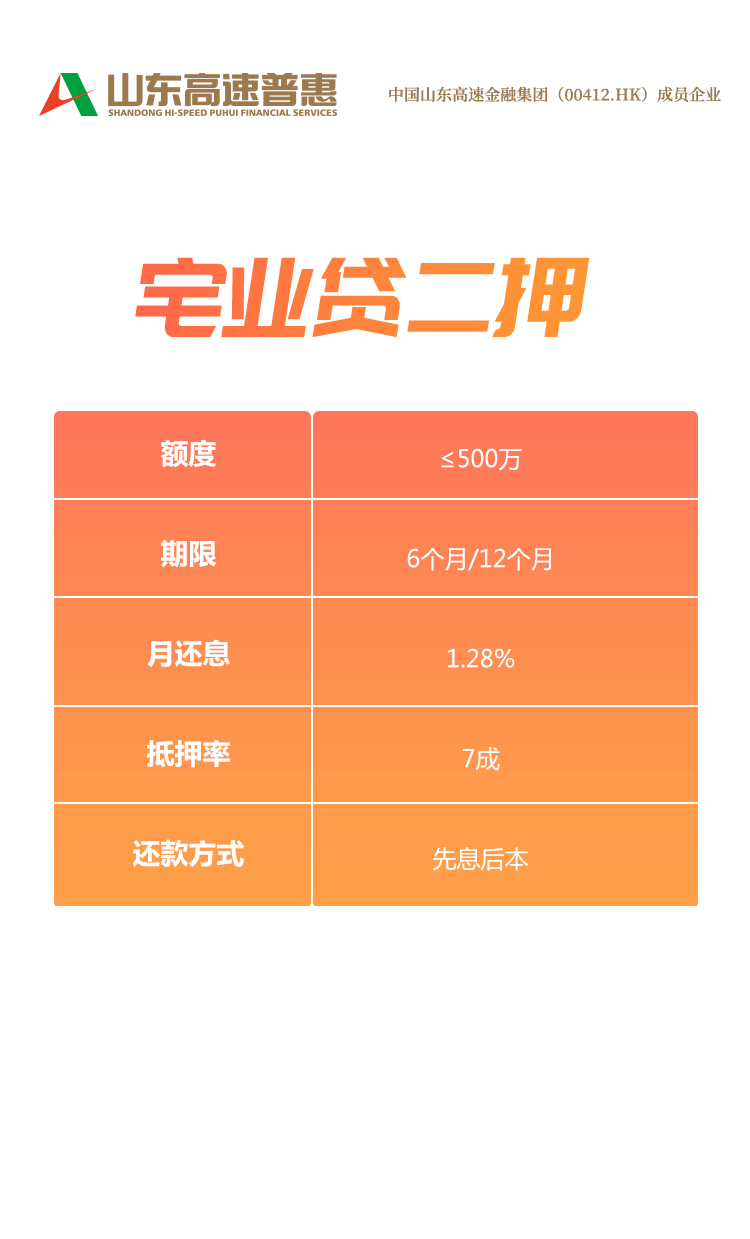 山东高速普惠
SHANDONG HI-SPEED PUHUI FINANCIAL SERVICES
中国山东高速金融集团（00412.HK）成员企业
宅业贷二押
额度 ≤500万
期限 6个月/12个月
月还息 1.28%
抵押率 7成
还款方式 先息后本